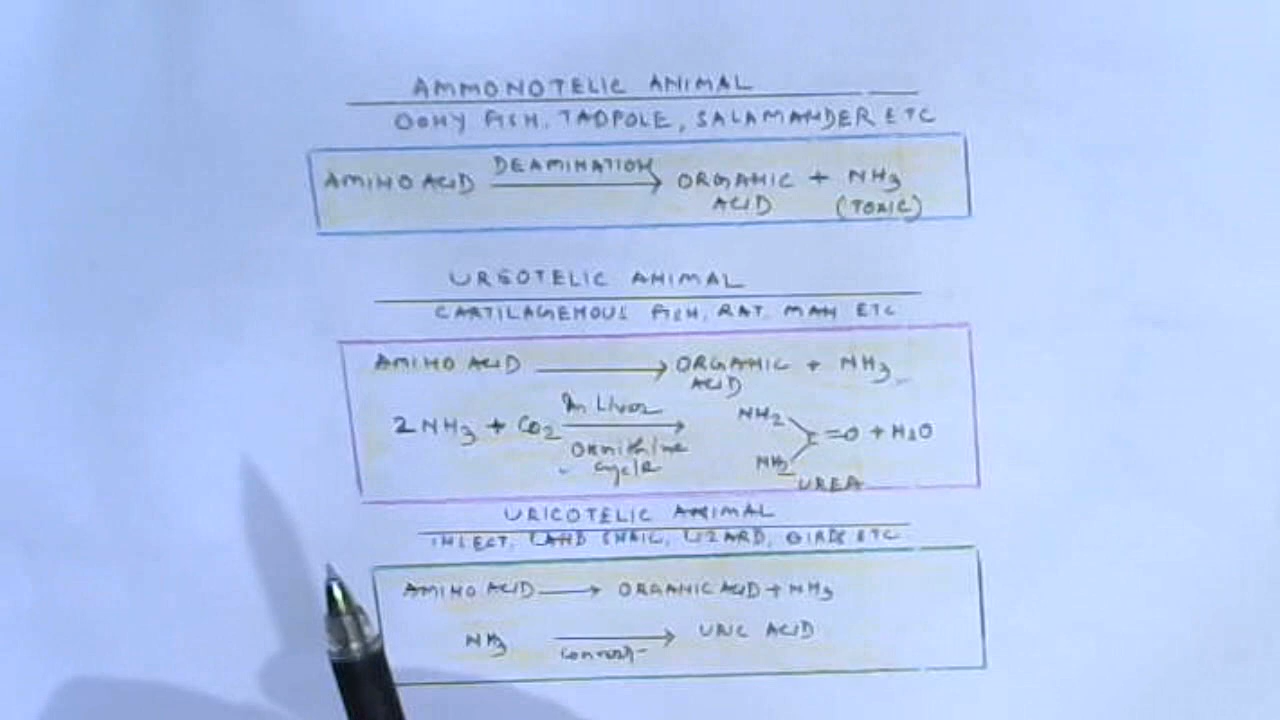 AMMONOTELIC ANIMAL
BONY FISH, TADPOLE, SALAMANDER ETC
AMINO ACID DEAMINATION → ORGANIC ACID + NH3 (TOXIC)
UREOTELIC ANIMAL
CARTILAGENOUS FISH, RAT, MAN ETC
AMINO ACID → ORGANIC ACID + NH3
2NH3 + CO2 In Liver → Ornithine cycle NH2 NH2 C=O + H2O
UREA
URICOTELIC ANIMAL
INSECT, LAND SNAIL, LIZARD, BIRDS ETC
AMINO ACID → ORGANIC ACID + NH3
NH3 → Convert URIC ACID